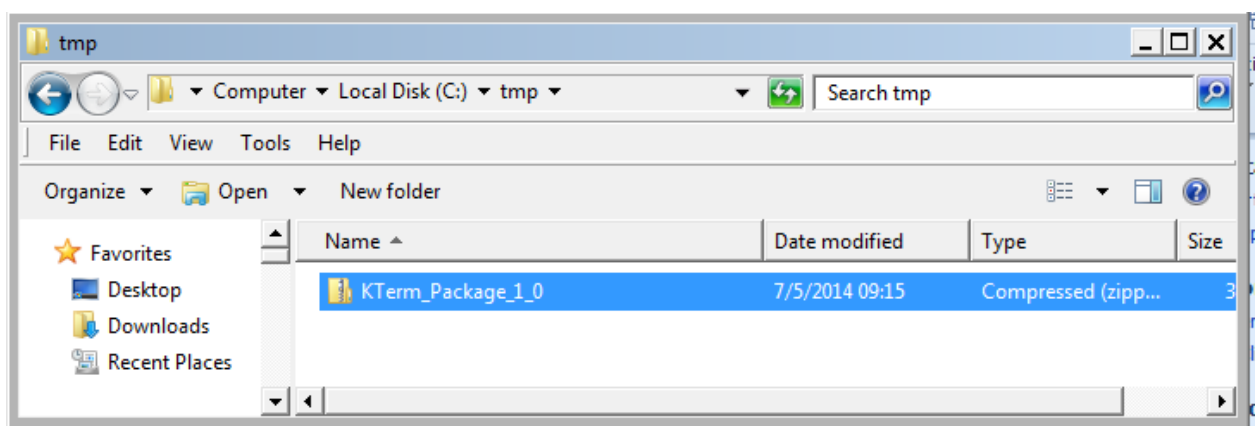 tmp
Computer Local Disk (C:) tmp Search tmp
File Edit View Tools Help
Organize Open New folder
Favorites
Desktop
Downloads
Recent Places
Name Date modified Type Size
KTerm_Package_1_0 7/5/2014 09:15 Compressed (zipp... 3